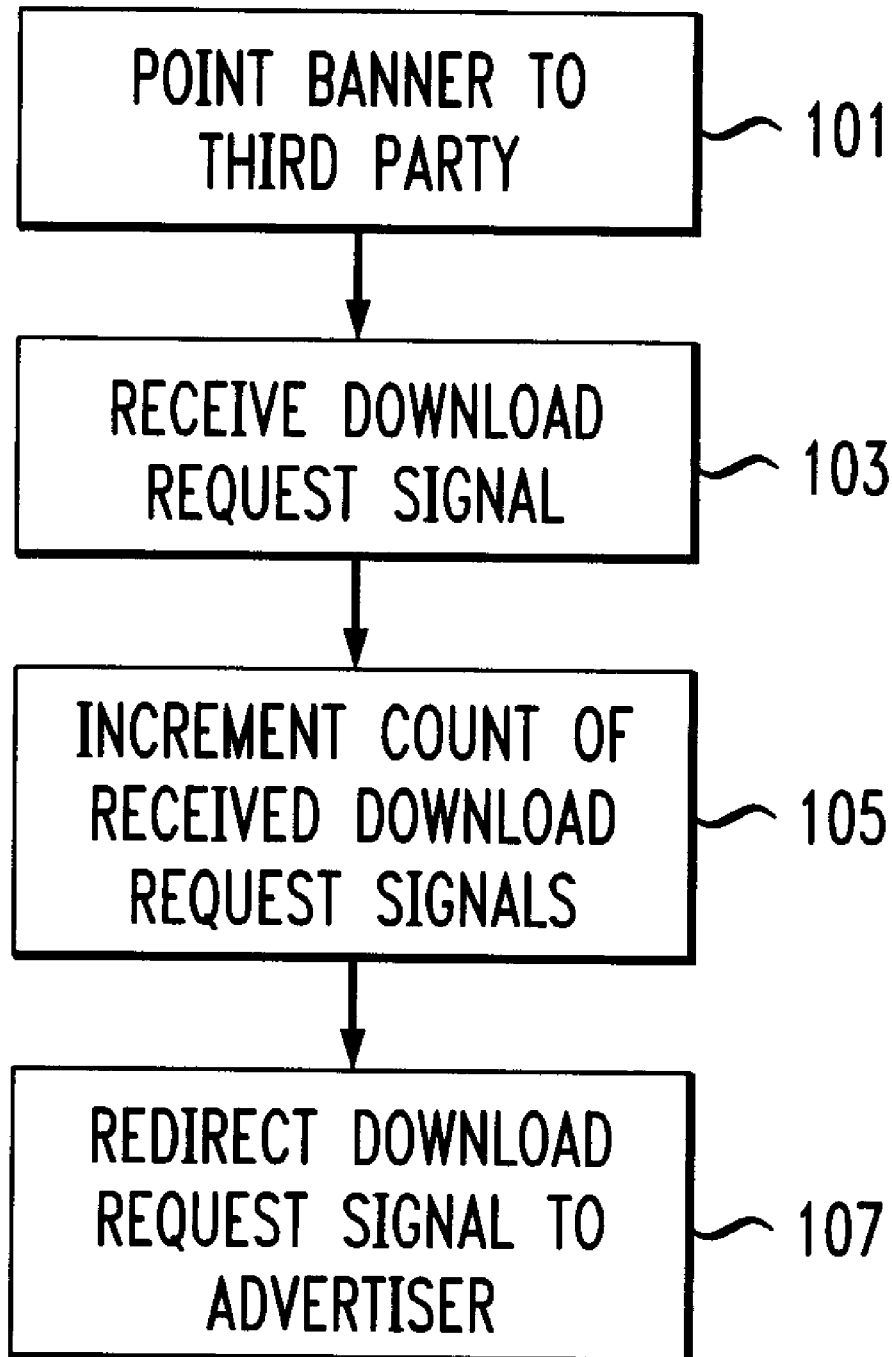 POINT BANNER TO
THIRD PARTY
101
RECEIVE DOWNLOAD
REQUEST SIGNAL
103
INCREMENT COUNT OF
RECEIVED DOWNLOAD
REQUEST SIGNALS
105
REDIRECT DOWNLOAD
REQUEST SIGNAL TO
ADVERTISER
107